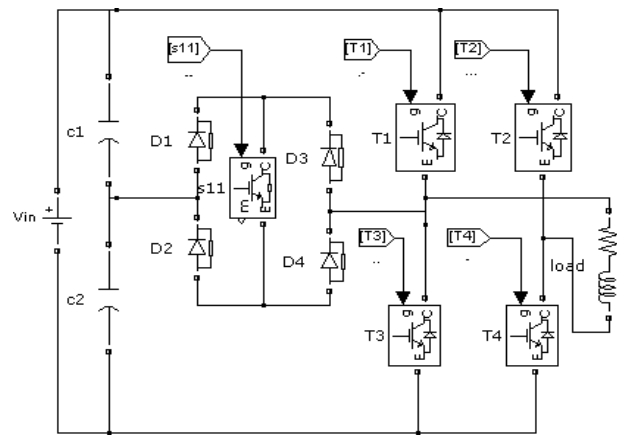 [s11]
[T1]
[T2]
g
C
E
T1
g
C
E
T2
c1
D1
D3
g
C
m
E
s11
+
Vin
D2
D4
[T3]
[T4]
load
c2
g
C
E
T3
g
C
E
T4